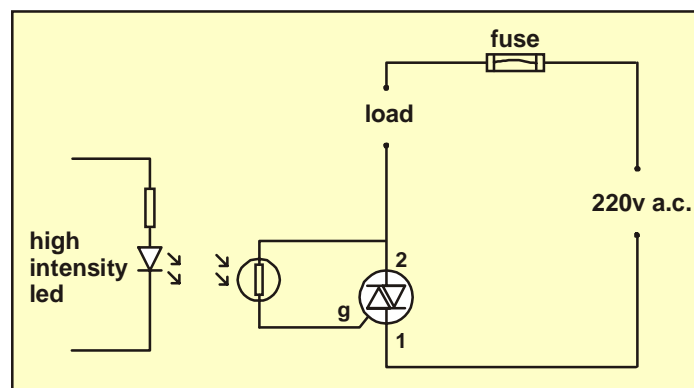 fuse
load
220v a.c.
high
intensity
led
2
g
1